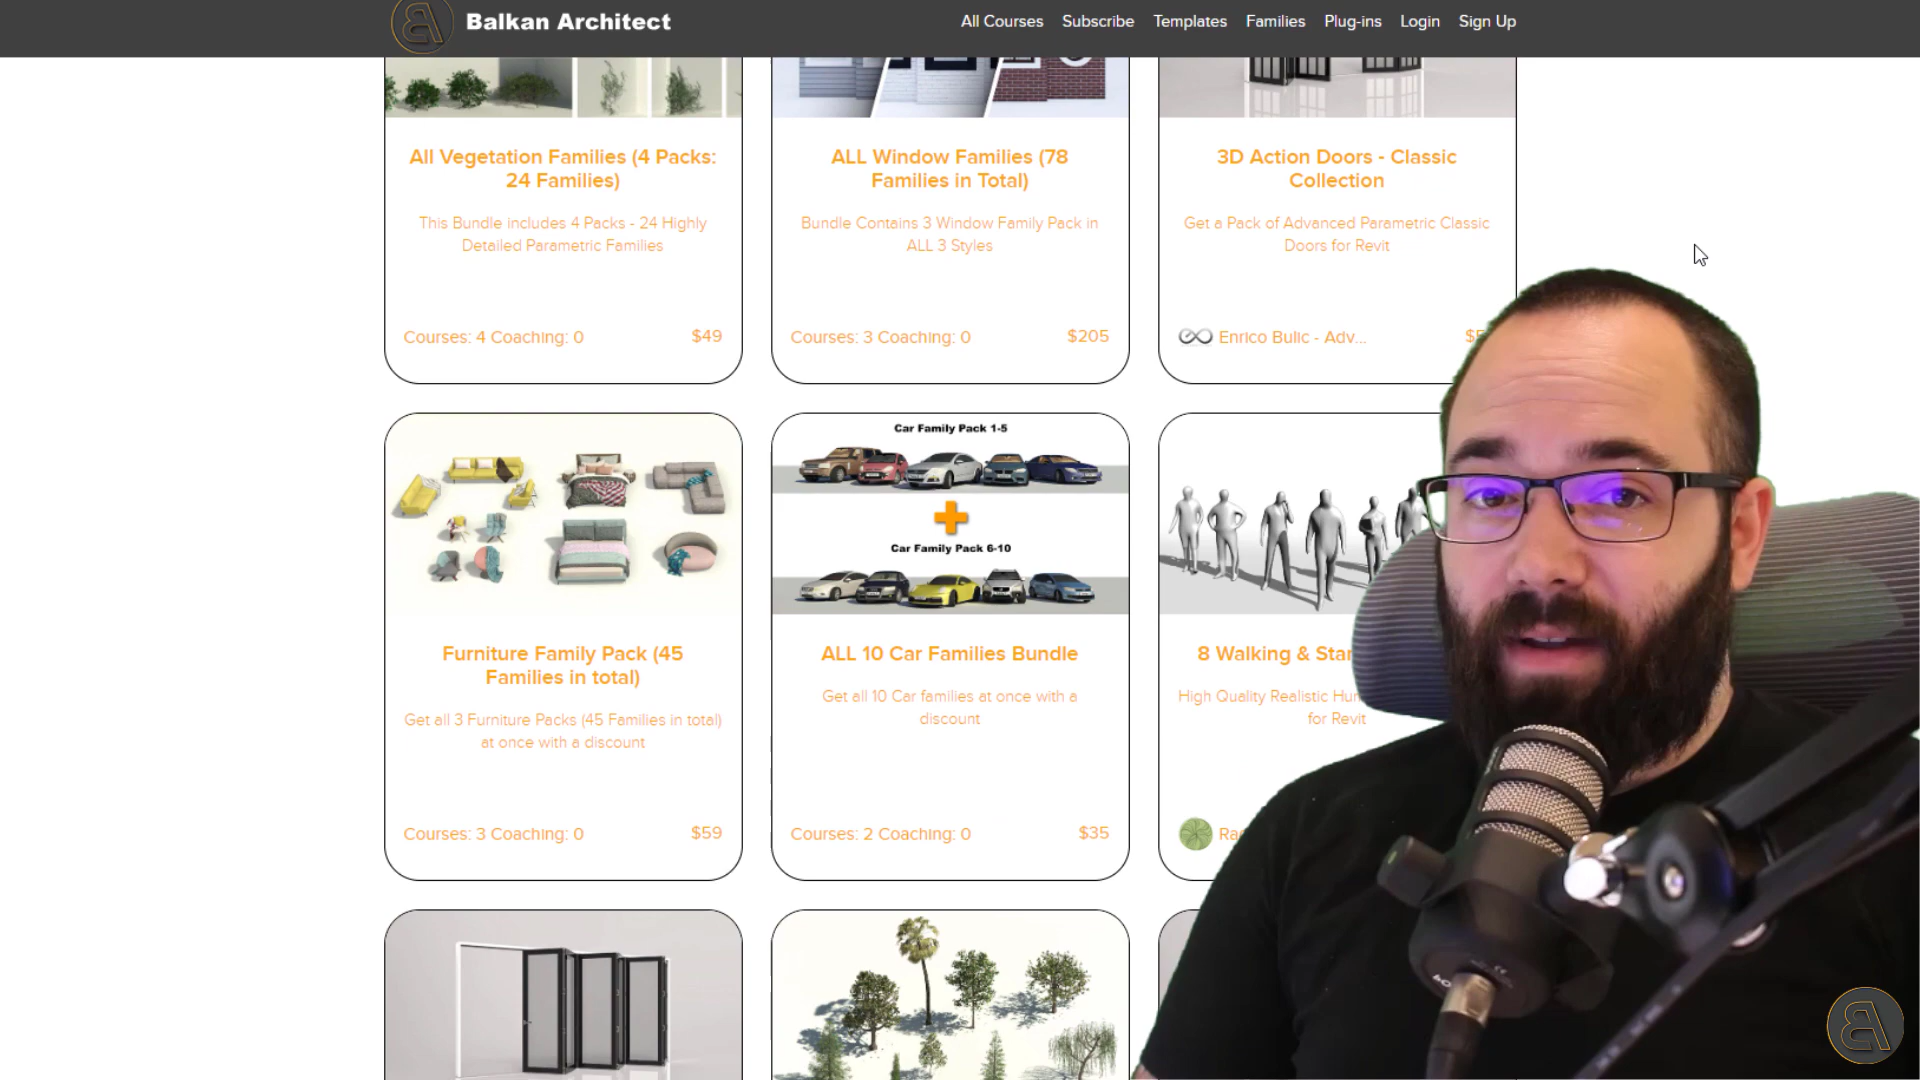 Balkan Architect
All Courses Subscribe Templates Families Plug-ins Login Sign Up
All Vegetation Families (4 Packs:
24 Families)
This Bundle includes 4 Packs - 24 Highly
Detailed Parametric Families
Courses: 4 Coaching: 0 $49
ALL Window Families (78
Families in Total)
Bundle Contains 3 Window Family Pack in
ALL 3 Styles
Courses: 3 Coaching: 0 $205
3D Action Doors - Classic
Collection
Get a Pack of Advanced Parametric Classic
Doors for Revit
Enrico Bulic - Adv...
Furniture Family Pack (45
Families in total)
Get all 3 Furniture Packs (45 Families in total)
at once with a discount
Courses: 3 Coaching: 0 $59
Car Family Pack 1-5
Car Family Pack 6-10
ALL 10 Car Families Bundle
Get all 10 Car families at once with a
discount
Courses: 2 Coaching: 0 $35
8 Walking &
High Quality Realistic
for Revit